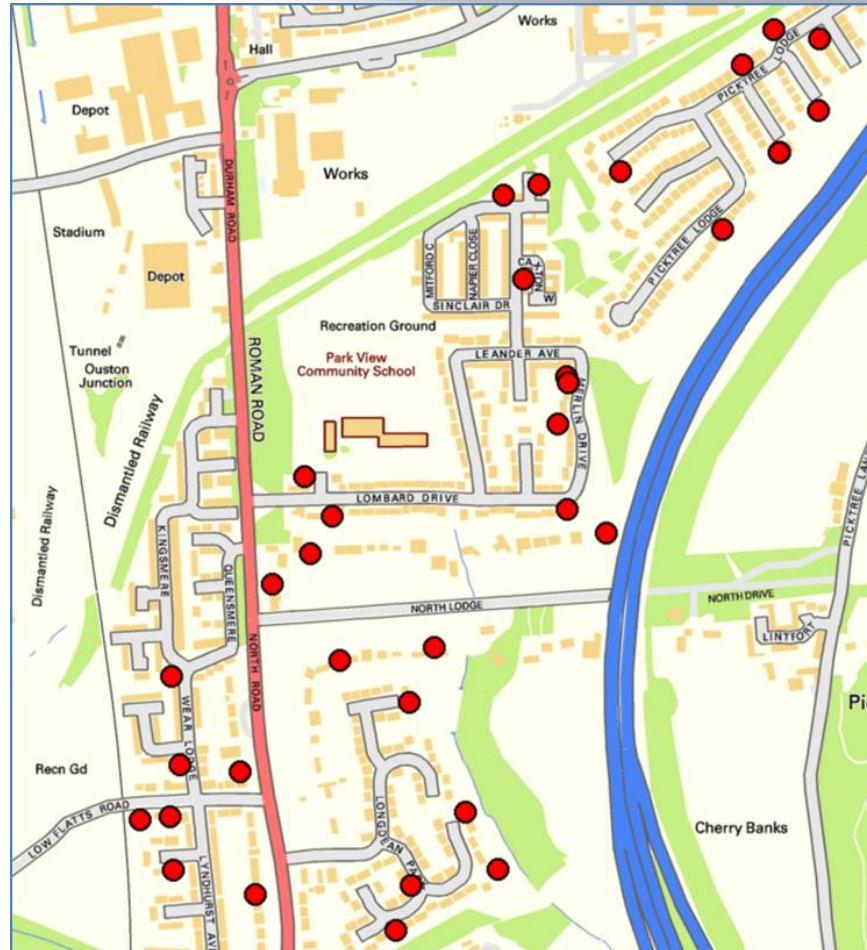 Works
Hall
PICKTREE LODGE
Depot
DURHAM ROAD
Works
Stadium
MITFORD C
NAPIER CLOSE
PICKTREE LODGE
Depot
CAXTON
W
SINCLAIR DR
Recreation Ground
Tunnel
Ouston
Junction
ROMAN ROAD
Park View
Community School
LEANDER AVE
MERLIN DRIVE
Dismantled Railway
LOMBARD DRIVE
PICKTREE LAN
Dismantled Railway
KINGSMERE
QUEENSMERE
NORTH LODGE
NORTH DRIVE
LINTFORT
NORTH ROAD
WEAR LODGE
Pi
Recn Gd
LOW FLATTS ROAD
LONGDEAN PARK
Cherry Banks
LYNDHURST AV